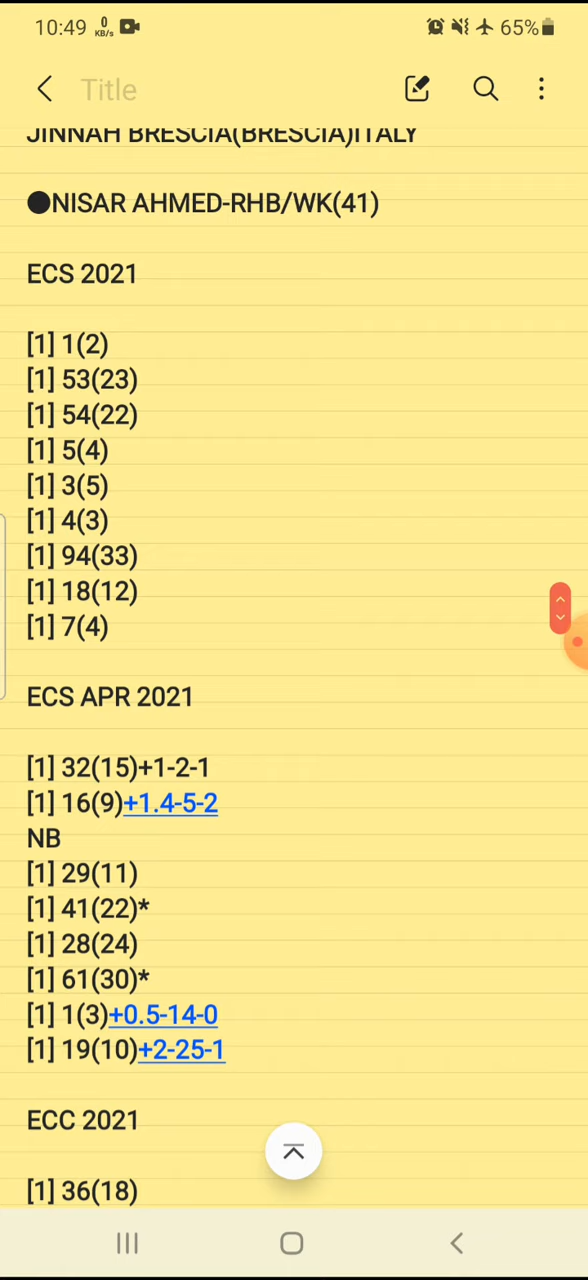 10:49 0 KB/s 65%
Title
JINNAH BRESCIA(BRESCIA)ITALY
●NISAR AHMED-RHB/WK(41)
ECS 2021
[1] 1(2)
[1] 53(23)
[1] 54(22)
[1] 5(4)
[1] 3(5)
[1] 4(3)
[1] 94(33)
[1] 18(12)
[1] 7(4)
ECS APR 2021
[1] 32(15)+1-2-1
[1] 16(9)+1.4-5-2
NB
[1] 29(11)
[1] 41(22)*
[1] 28(24)
[1] 61(30)*
[1] 1(3)+0.5-14-0
[1] 19(10)+2-25-1
ECC 2021
[1] 36(18)